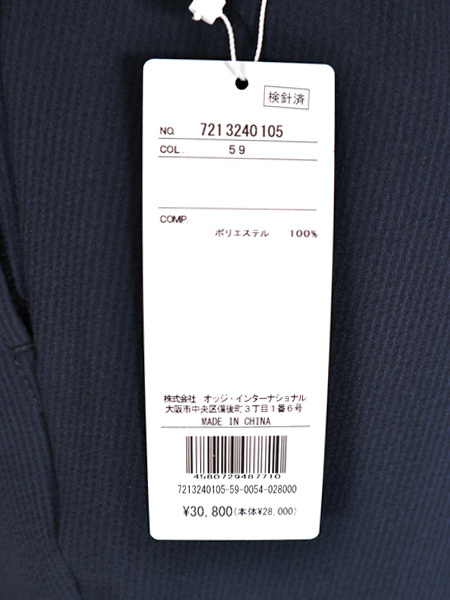 検針済
NO. 7213240105
COL. 59
COMP.
ポリエステル 100%
株式会社 オッジ・インターナショナル
大阪市中央区備後町3丁目1番6号
MADE IN CHINA
4580729487710
7213240105-59-0054-028000
¥30,800(本体¥28,000)